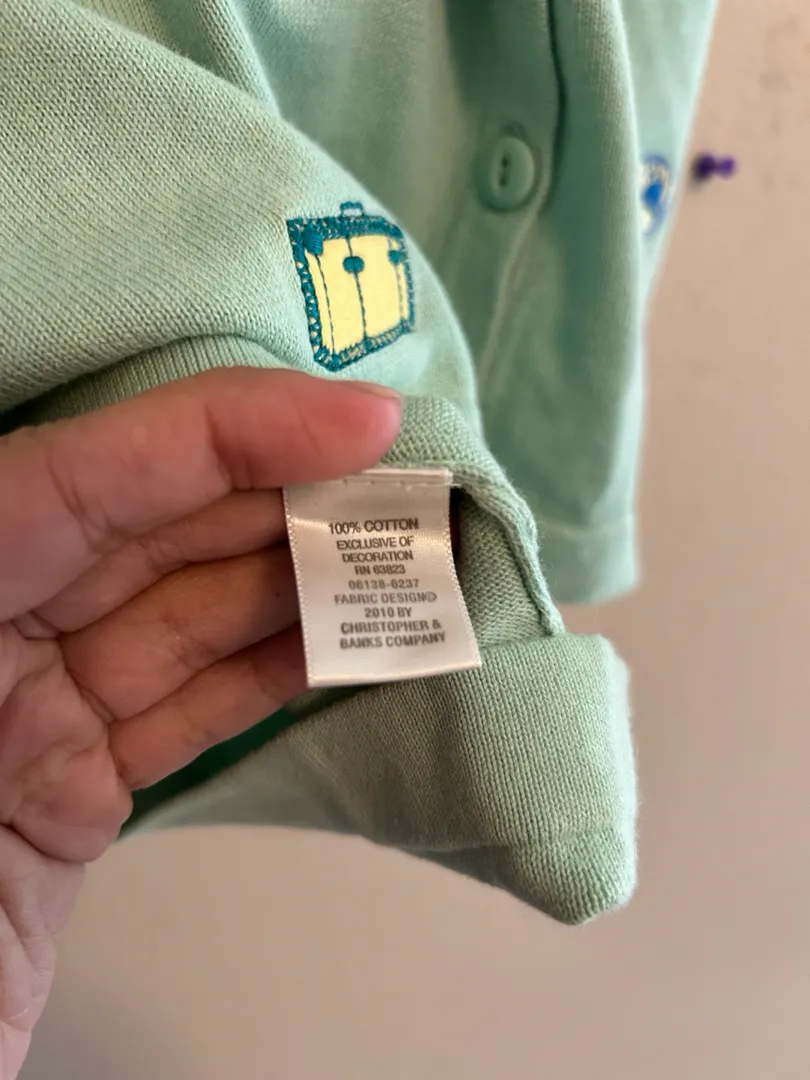 100% COTTON
EXCLUSIVE OF
DECORATION
RN 63823
06138-0237
FABRIC DESIGN©
2010 BY
CHRISTOPHER &
BANKS COMPANY